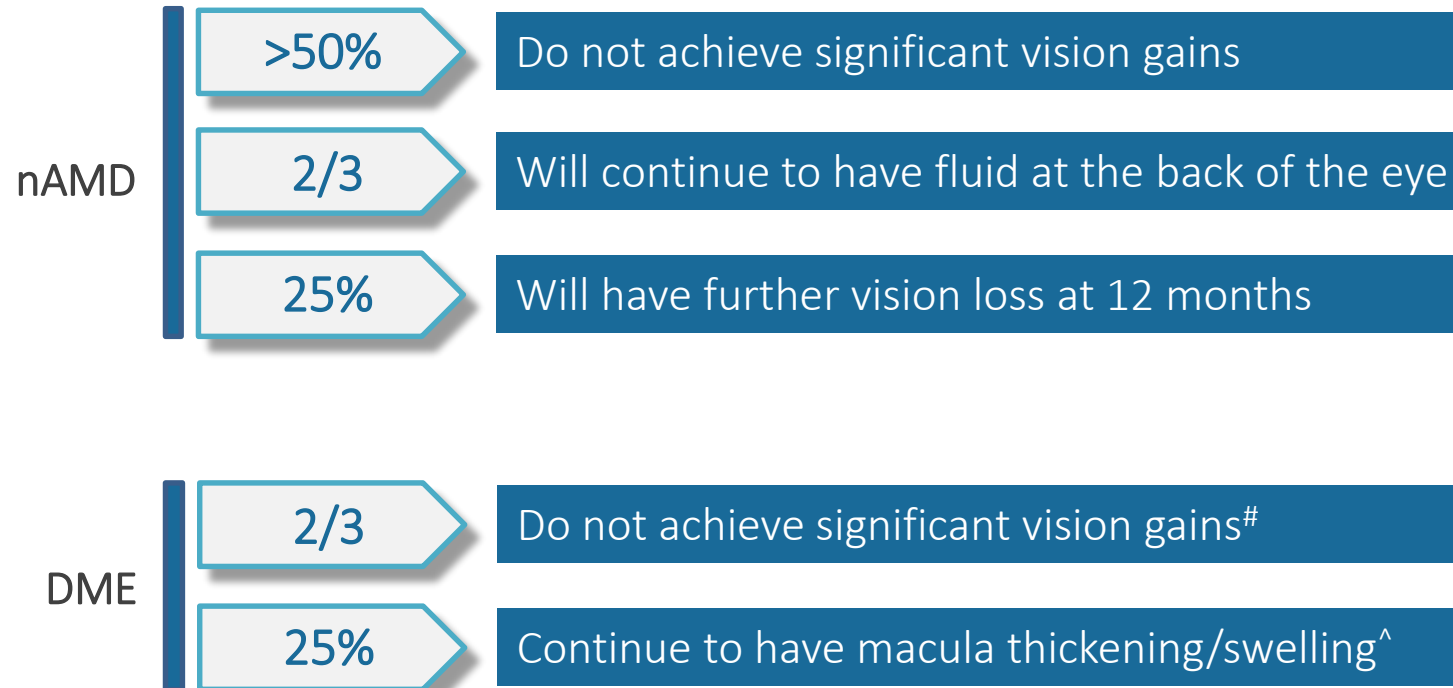 nAMD
>50%
Do not achieve significant vision gains
2/3
Will continue to have fluid at the back of the eye
25%
Will have further vision loss at 12 months
DME
2/3
Do not achieve significant vision gains#
25%
Continue to have macula thickening/swelling^